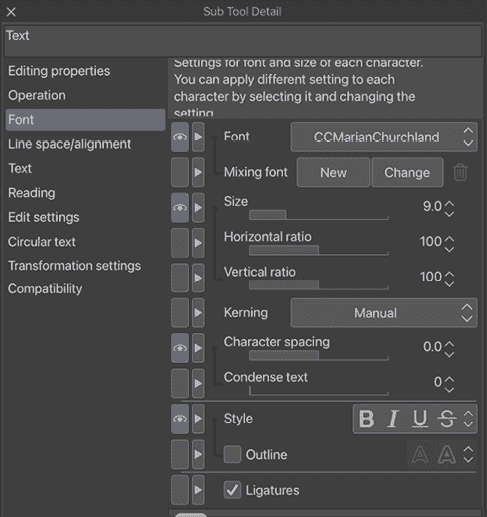 Sub Tool Detail
Text
Editing properties
Operation
Font
Line space/alignment
Text
Reading
Edit settings
Circular text
Transformation settings
Compatibility
Settings for font and size of each character.
You can apply different setting to each
character by selecting it and changing the
setting
Font CCMarianChurchland
Mixing font New Change
Size 9.0
Horizontal ratio 100
Vertical ratio 100
Kerning Manual
Character spacing 0.0
Condense text 0
Style B I U S
Outline A A
Ligatures